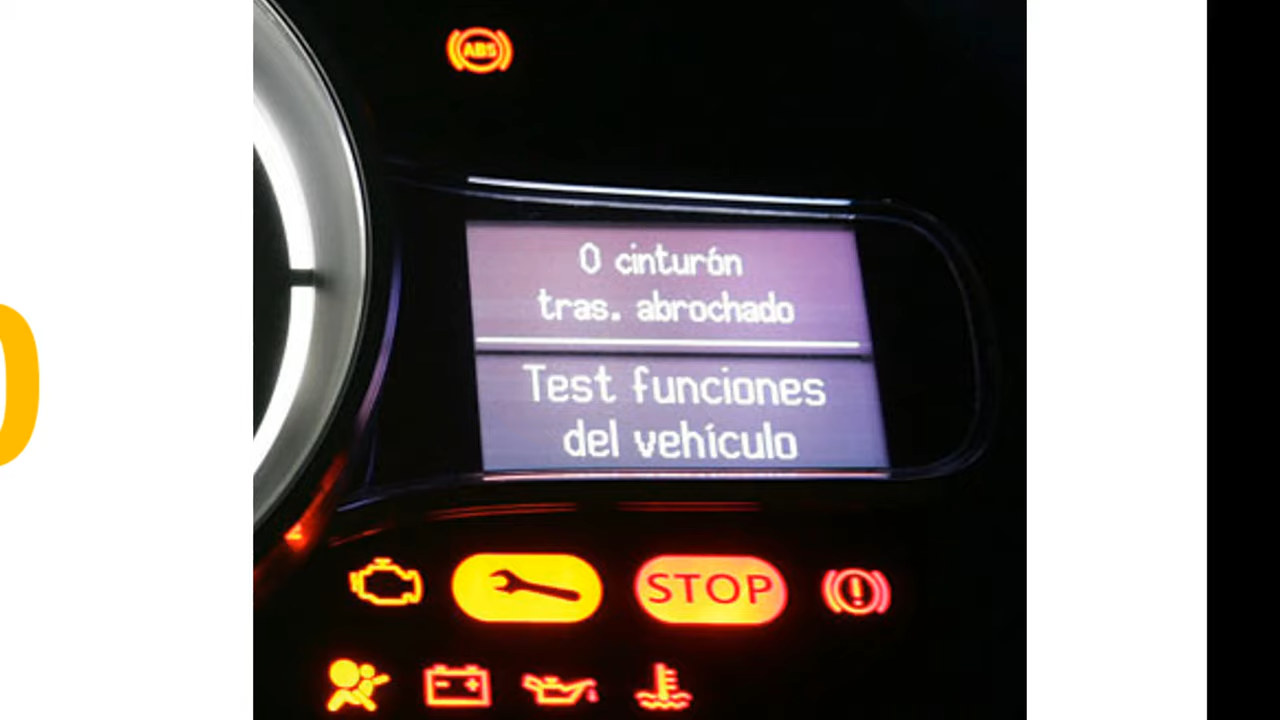 ABS
0 cinturón
tras. abrochado
Test funciones
del vehículo
STOP